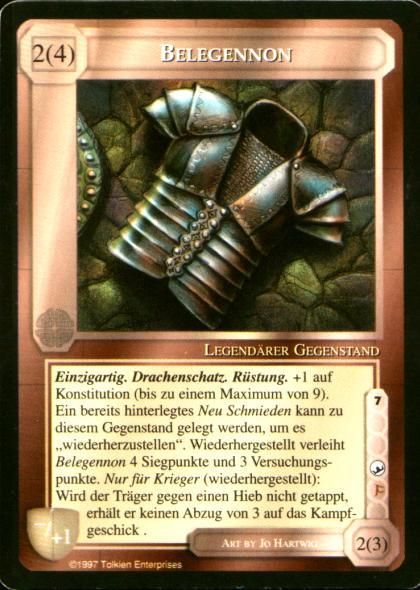 2(4)
BELEGENNON
LEGENDÄRER GEGENSTAND
Einzigartig. Drachenschatz. Rüstung. +1 auf
Konstitution (bis zu einem Maximum von 9).
Ein bereits hinterlegtes Neu Schmieden kann zu
diesem Gegenstand gelegt werden, um es
„wiederherzustellen“. Wiederhergestellt verleiht
Belegennon 4 Siegpunkte und 3 Versuchungs-
punkte. Nur für Krieger (wiederhergestellt):
Wird der Träger gegen einen Hieb nicht getappt,
erhält er keinen Abzug von 3 auf das Kampf-
geschick .
7
/+1
ART BY JO HARTWIG
2(3)
©1997 Tolkien Enterprises